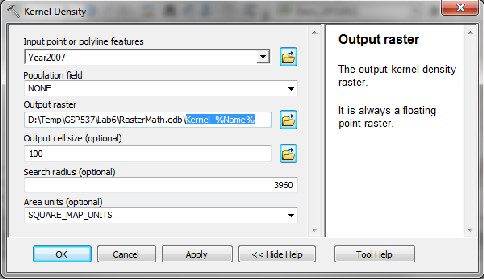 Kernel Density
Input point or polyline features
Year2007
Population field
NONE
Output raster
D:\Temp\GSP537\Lab6\RasterMath.gdb\Kernel_%Name%
Output cell size (optional)
100
Search radius (optional)
3950
Area units (optional)
SQUARE_MAP_UNITS
OK
Cancel
Apply
<< Hide Help
Tool Help
Output raster
The output kernel density
raster.
It is always a floating
point raster.